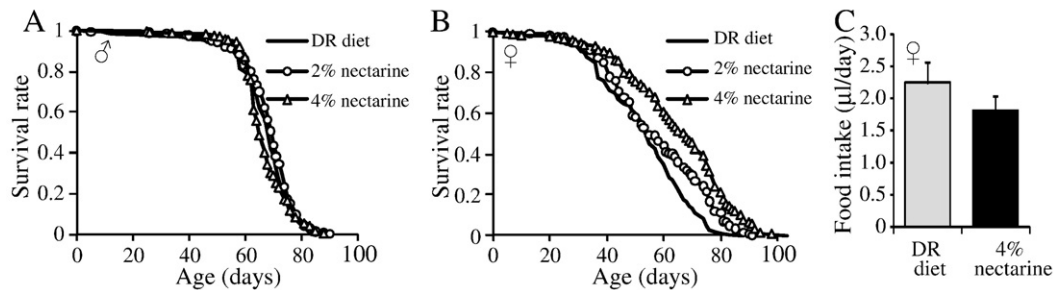 A
♂
Survival rate
1
0.8
0.6
0.4
0.2
0
0 20 40 60 80 100
Age (days)
DR diet
2% nectarine
4% nectarine
B
♀
Survival rate
1
0.8
0.6
0.4
0.2
0
0 20 40 60 80 100
Age (days)
DR diet
2% nectarine
4% nectarine
C
♀
Food intake (µl/day)
3.0
2.5
2.0
1.5
1.0
0.5
0
DR
diet
4%
nectarine